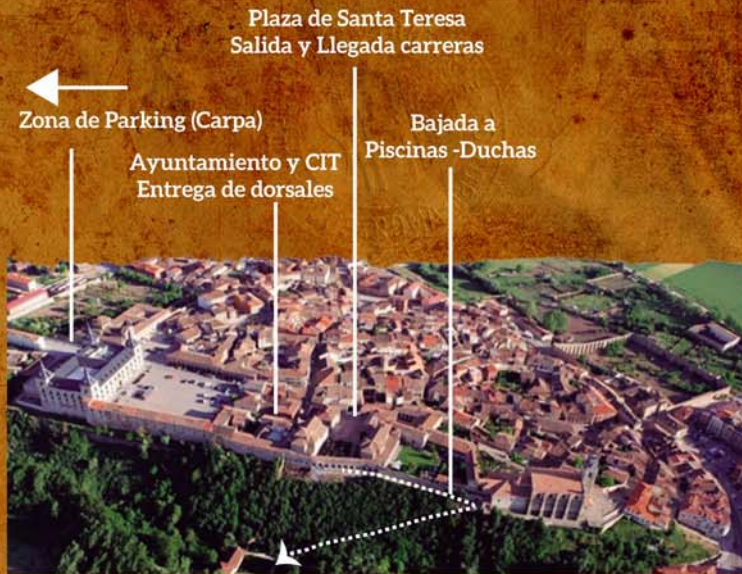 Plaza de Santa Teresa
Salida y Llegada carreras
Zona de Parking (Carpa)
Ayuntamiento y CIT
Entrega de dorsales
Bajada a
Piscinas -Duchas